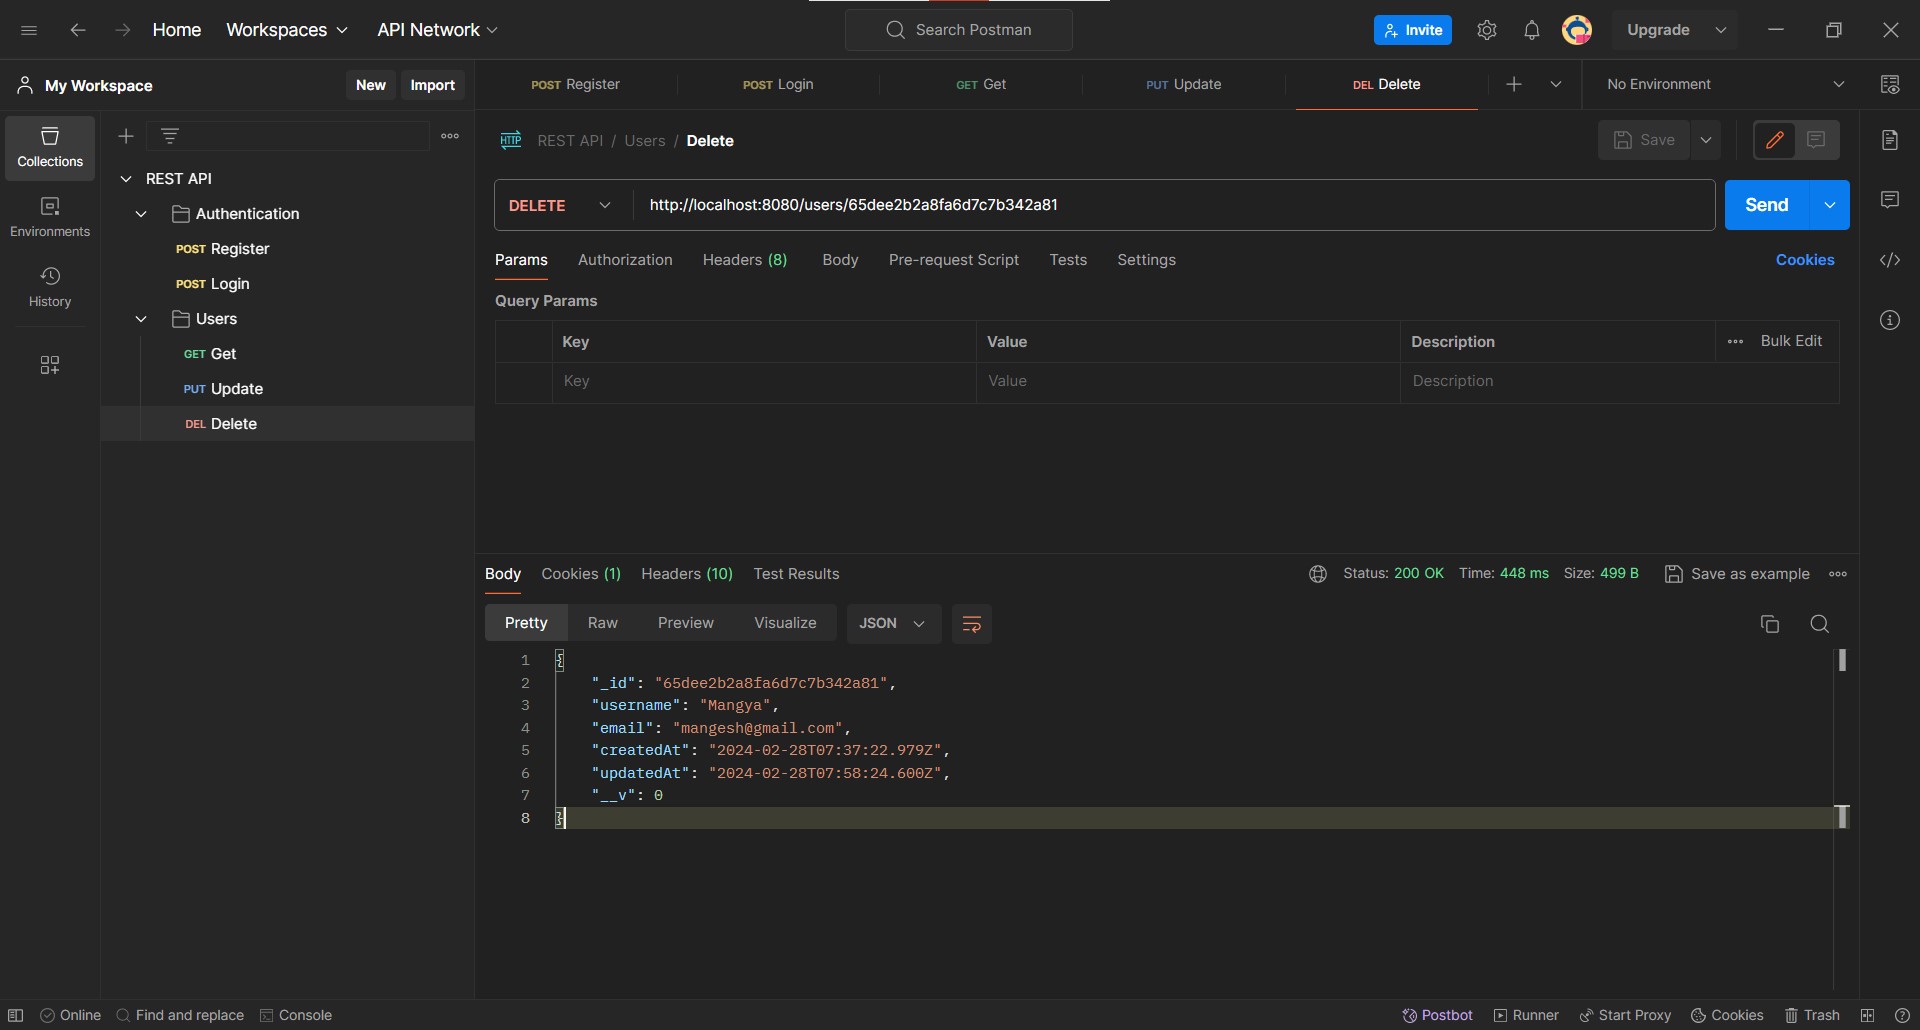 Home Workspaces API Network Search Postman Invite Upgrade
My Workspace New Import POST Register POST Login GET Get PUT Update DEL Delete No Environment
Collections
Environments
History
REST API
Authentication
POST Register
POST Login
Users
GET Get
PUT Update
DEL Delete
HTTP REST API / Users / Delete Save
DELETE http://localhost:8080/users/65dee2b2a8fa6d7c7b342a81 Send
Params Authorization Headers (8) Body Pre-request Script Tests Settings Cookies
Query Params
Key Value Description Bulk Edit
Key Value Description
Body Cookies (1) Headers (10) Test Results Status: 200 OK Time: 448 ms Size: 499 B Save as example
Pretty Raw Preview Visualize JSON
1 {
2 "_id": "65dee2b2a8fa6d7c7b342a81",
3 "username": "Mangya",
4 "email": "mangesh@gmail.com",
5 "createdAt": "2024-02-28T07:37:22.979Z",
6 "updatedAt": "2024-02-28T07:58:24.600Z",
7 "__v": 0
8 }
Online Find and replace Console Postbot Runner Start Proxy Cookies Trash